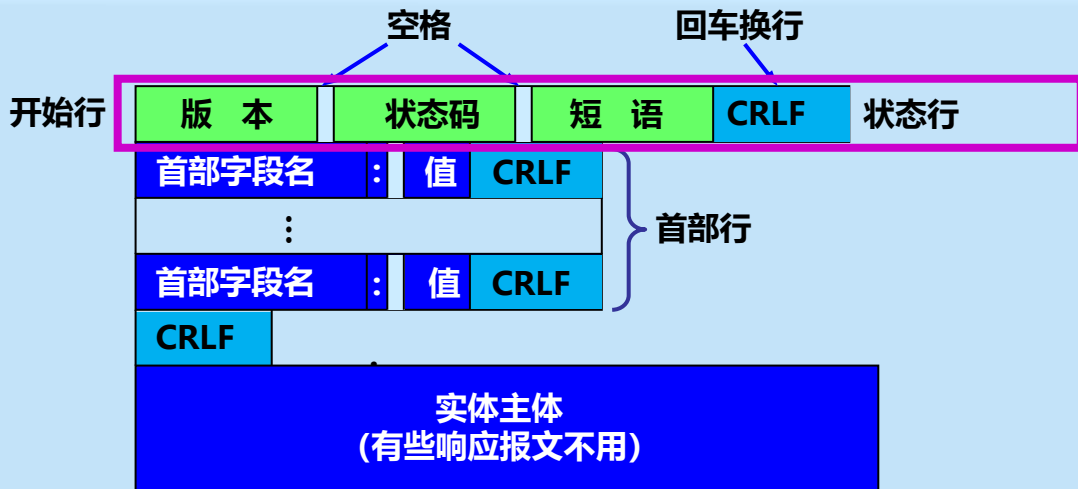 空格 回车换行
开始行 版 本 状态码 短 语 CRLF 状态行
首部字段名 : 值 CRLF
⋮ 首部行
首部字段名 : 值 CRLF
CRLF
实体主体
(有些响应报文不用)